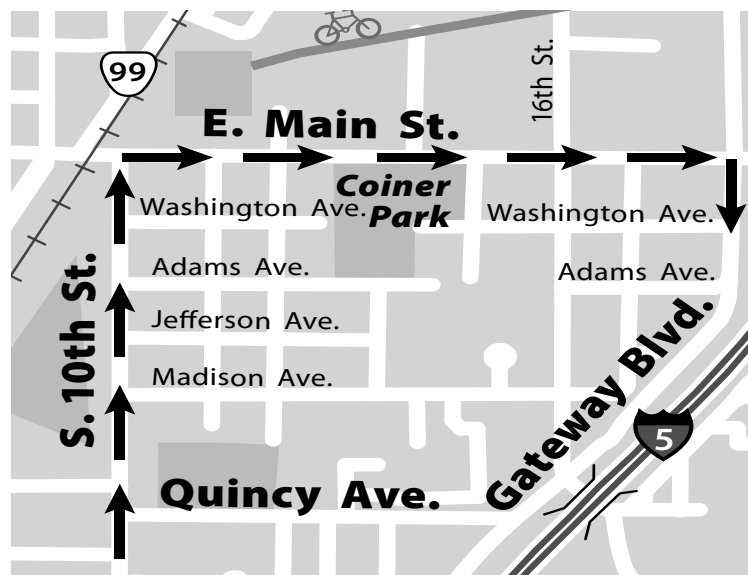 16th St.
99
E. Main St.
Coiner
Park
Washington Ave.
Washington Ave.
Adams Ave.
Adams Ave.
S. 10th St.
Jefferson Ave.
Gateway Blvd.
Madison Ave.
5
Quincy Ave.